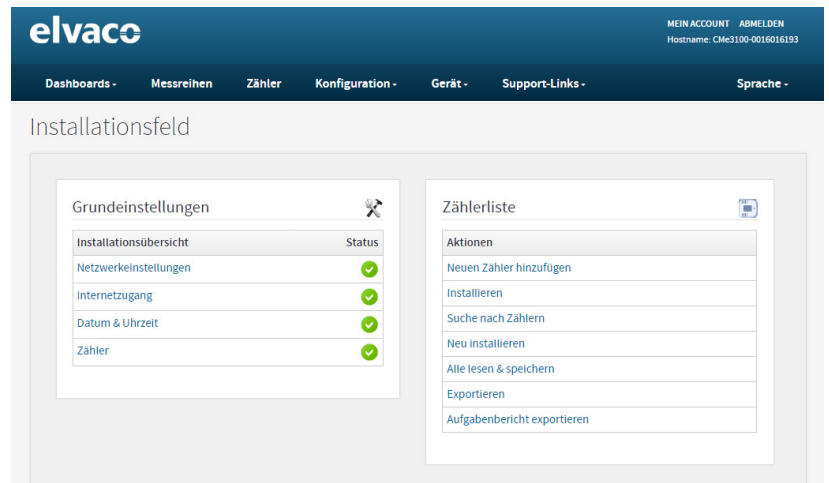 elvaco
MEIN ACCOUNT ABMELDEN
Hostname: CMe3100-0016016193
Dashboards Messreihen Zähler Konfiguration Gerät Support-Links Sprache
Installationsfeld
Grundeinstellungen
Installationsübersicht Status
Netzwerkeinstellungen
Internetzugang
Datum & Uhrzeit
Zähler
Zählerliste
Aktionen
Neuen Zähler hinzufügen
Installieren
Suche nach Zählern
Neu installieren
Alle lesen & speichern
Exportieren
Aufgabenbericht exportieren